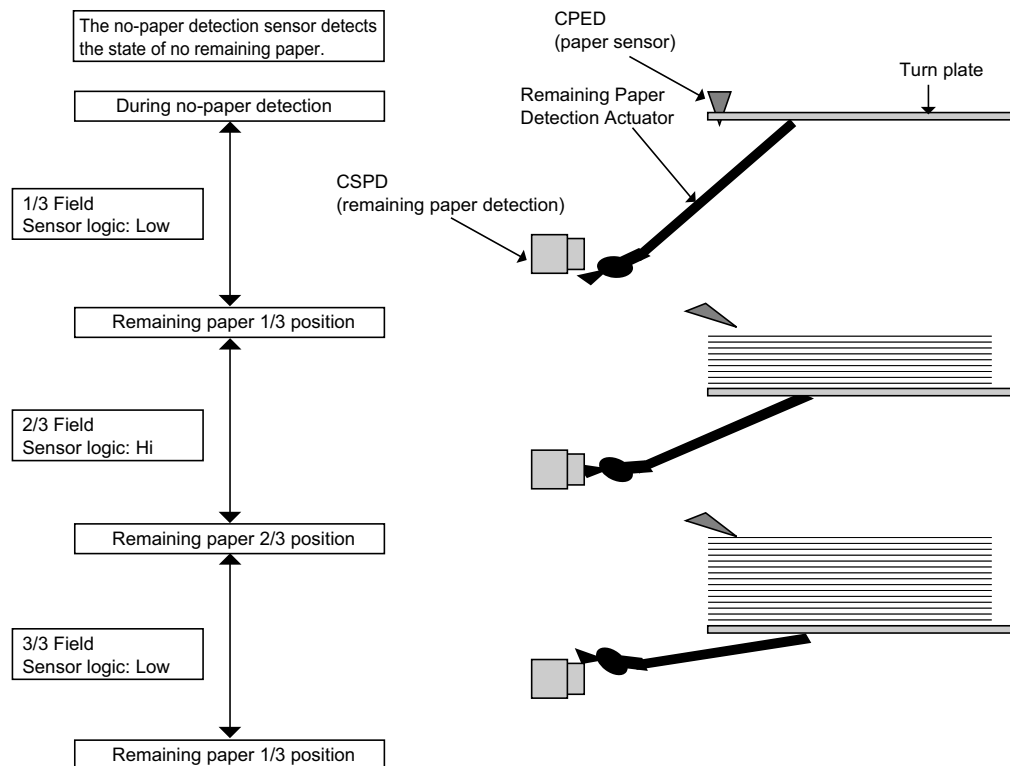 The no-paper detection sensor detects
the state of no remaining paper.
During no-paper detection
1/3 Field
Sensor logic: Low
Remaining paper 1/3 position
2/3 Field
Sensor logic: Hi
Remaining paper 2/3 position
3/3 Field
Sensor logic: Low
Remaining paper 1/3 position
CPED
(paper sensor)
Turn plate
Remaining Paper
Detection Actuator
CSPD
(remaining paper detection)